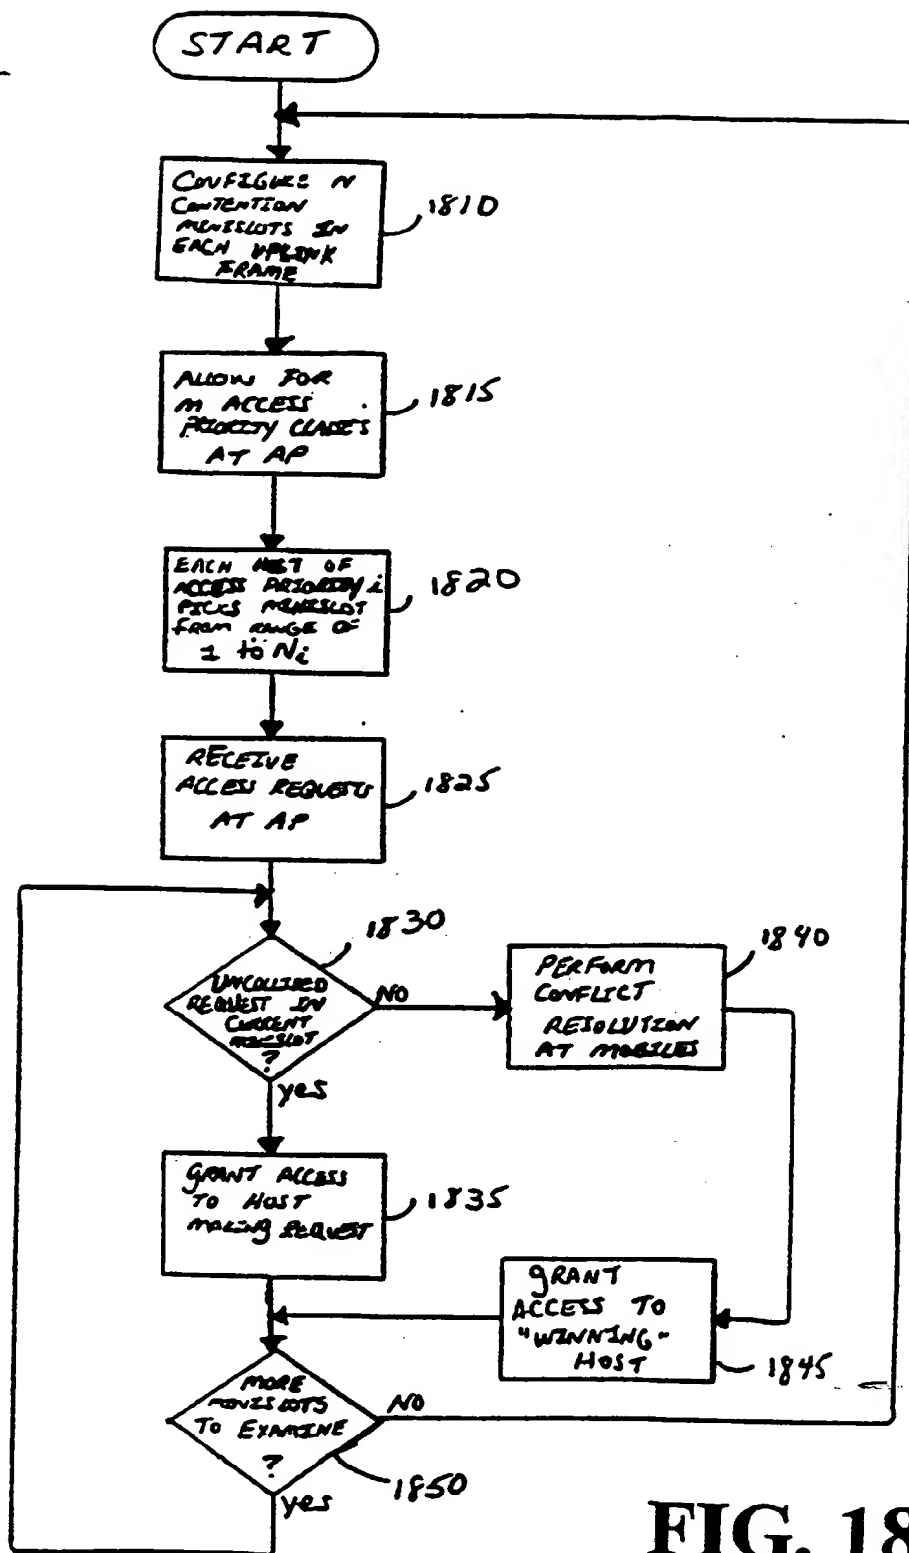 START
CONFIGURE N
CONTENTION
MINISLOTS IN
EACH UPLINK
FRAME
1810
ALLOW FOR
M ACCESS
PRIORITY CLASSES
AT AP
1815
EACH HOST OF
ACCESS PRIORITY i
PICKS MINISLOT
FROM RANGE OF
1 to Ni
1820
RECEIVE
ACCESS REQUESTS
AT AP
1825
UNCOLLIDED
REQUEST IN
CURRENT
MINISLOT
?
1830
NO
yes
PERFORM
CONFLICT
RESOLUTION
AT MOBILES
1840
GRANT ACCESS
TO HOST
MAKING REQUEST
1835
GRANT
ACCESS TO
"WINNING"
HOST
1845
MORE
MINISLOTS
TO EXAMINE
?
NO
1850
yes
FIG. 18